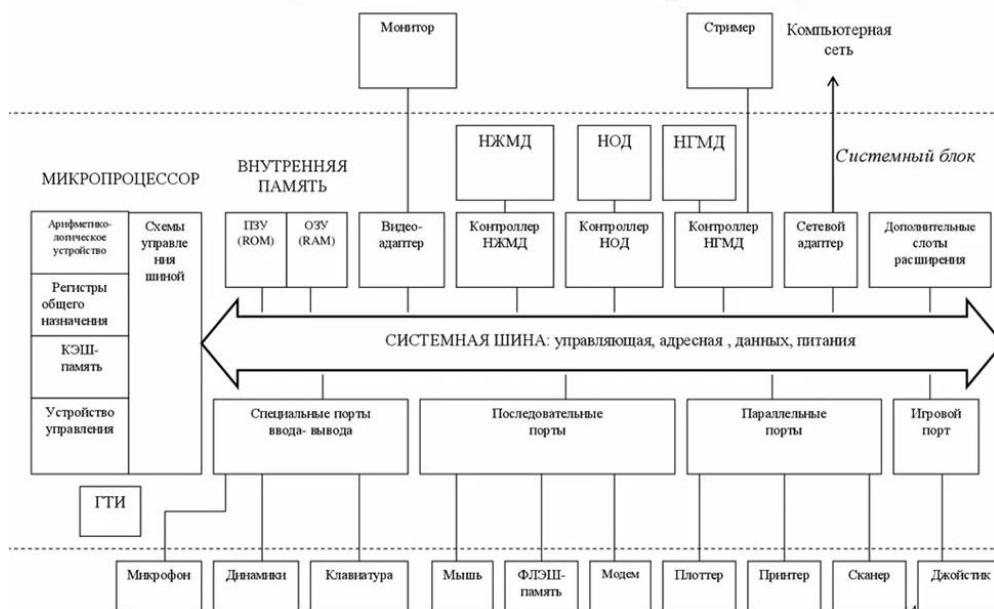 Монитор
Стример
Компьютерная
сеть
НЖМД
НОД
НГМД
Системный блок
МИКРОПРОЦЕССОР
ВНУТРЕННЯЯ
ПАМЯТЬ
Арифметико-
логическое
устройство
Схемы
управле
ния
шиной
ПЗУ
(ROM)
ОЗУ
(RAM)
Видео-
адаптер
Контроллер
НЖМД
Контроллер
НОД
Контроллер
НГМД
Сетевой
адаптер
Дополнительные
слоты
расширения
Регистры
общего
назначения
КЭШ-
память
Устройство
управления
СИСТЕМНАЯ ШИНА: управляющая, адресная , данных, питания
Специальные порты
ввода- вывода
Последовательные
порты
Параллельные
порты
Игровой
порт
ГТИ
Микрофон
Динамики
Клавиатура
Мышь
ФЛЭШ-
память
Модем
Плоттер
Принтер
Сканер
Джойстик